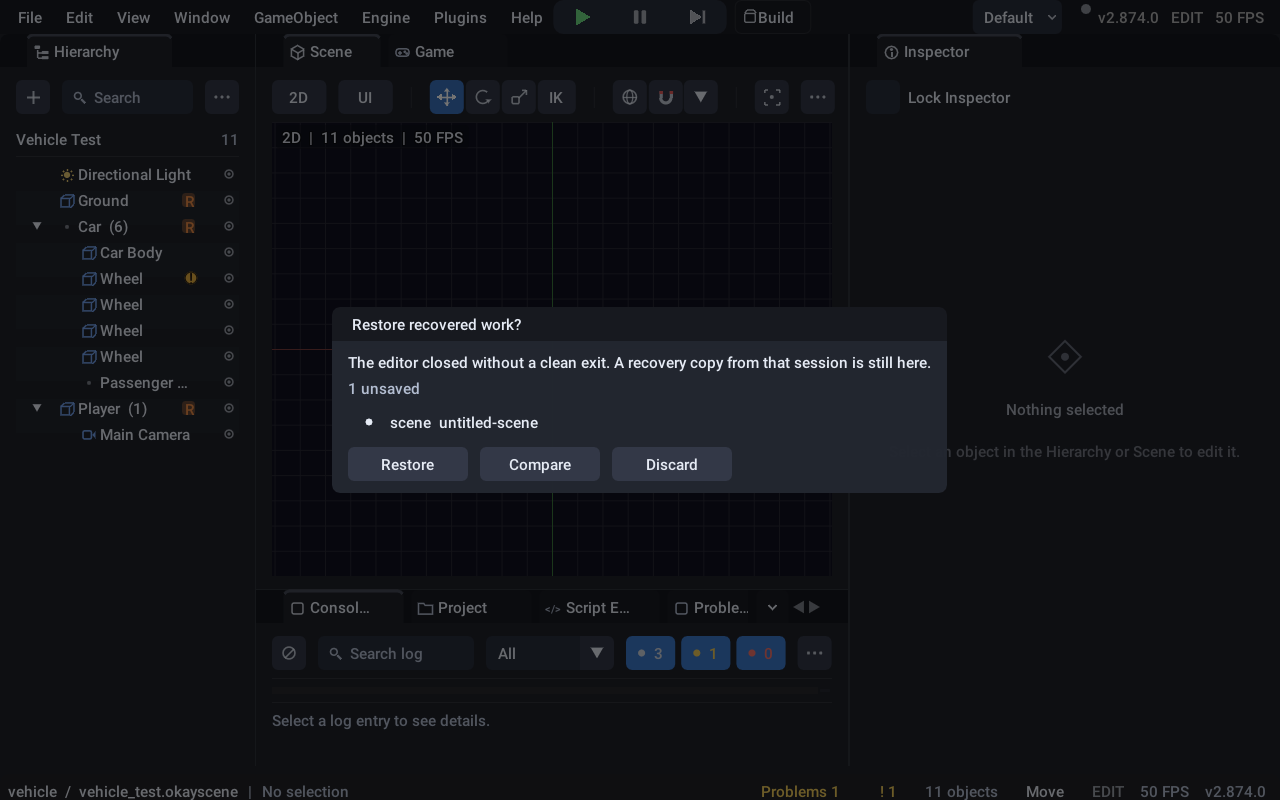 File Edit View Window GameObject Engine Plugins Help Build Default v2.874.0 EDIT 50 FPS
Hierarchy
Scene Game
Inspector
Search
2D UI IK
Lock Inspector
Vehicle Test 11
2D | 11 objects | 50 FPS
Directional Light
Ground R
Car (6) R
Car Body
Wheel
Wheel
Wheel
Wheel
Passenger ...
Player (1) R
Main Camera
Restore recovered work?
The editor closed without a clean exit. A recovery copy from that session is still here.
1 unsaved
scene untitled-scene
Restore Compare Discard
Nothing selected
object in the Hierarchy or Scene to edit it.
Consol... Project Script E... Proble...
Search log All 3 1 0
Select a log entry to see details.
vehicle / vehicle_test.okayscene | No selection Problems 1 ! 1 11 objects Move EDIT 50 FPS v2.874.0